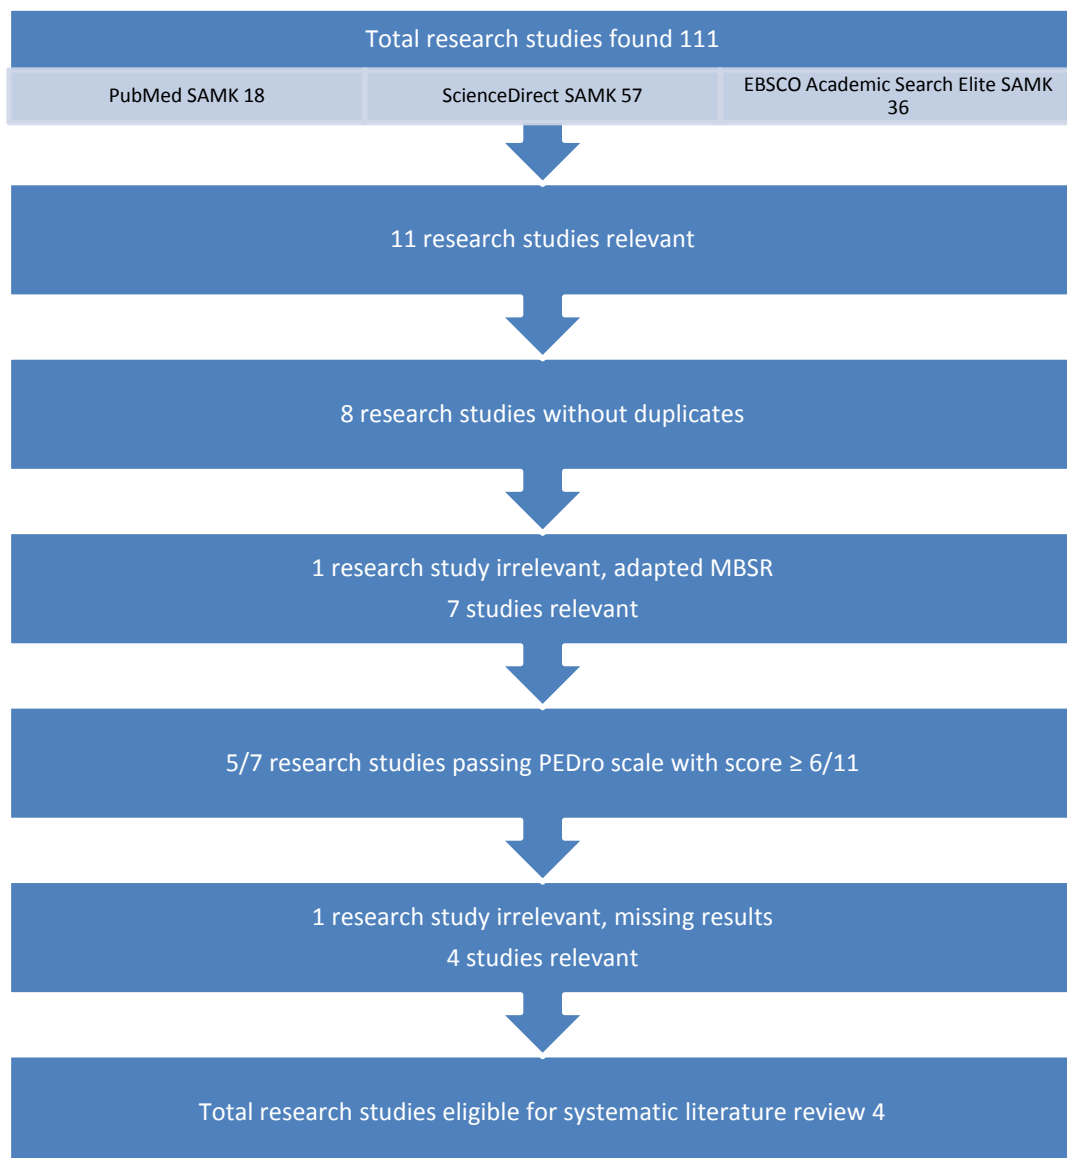 Total research studies found 111
PubMed SAMK 18
ScienceDirect SAMK 57
EBSCO Academic Search Elite SAMK
36
11 research studies relevant
8 research studies without duplicates
1 research study irrelevant, adapted MBSR
7 studies relevant
5/7 research studies passing PEDro scale with score ≥ 6/11
1 research study irrelevant, missing results
4 studies relevant
Total research studies eligible for systematic literature review 4